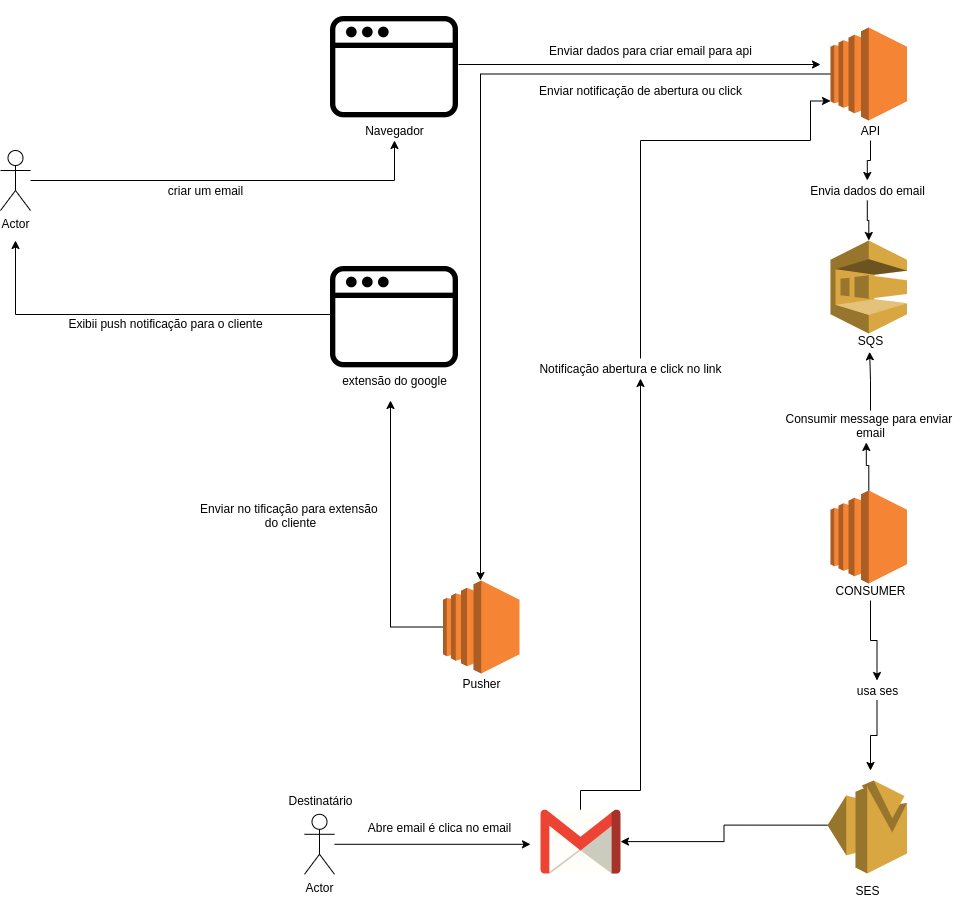 Enviar dados para criar email para api
Enviar notificação de abertura ou click
Navegador
API
criar um email
Envia dados do email
Actor
Exibii push notificação para o cliente
SQS
Notificação abertura e click no link
extensão do google
Consumir message para enviar
email
Enviar no tificação para extensão
do cliente
CONSUMER
Pusher
usa ses
Destinatário
Abre email é clica no email
Actor
SES